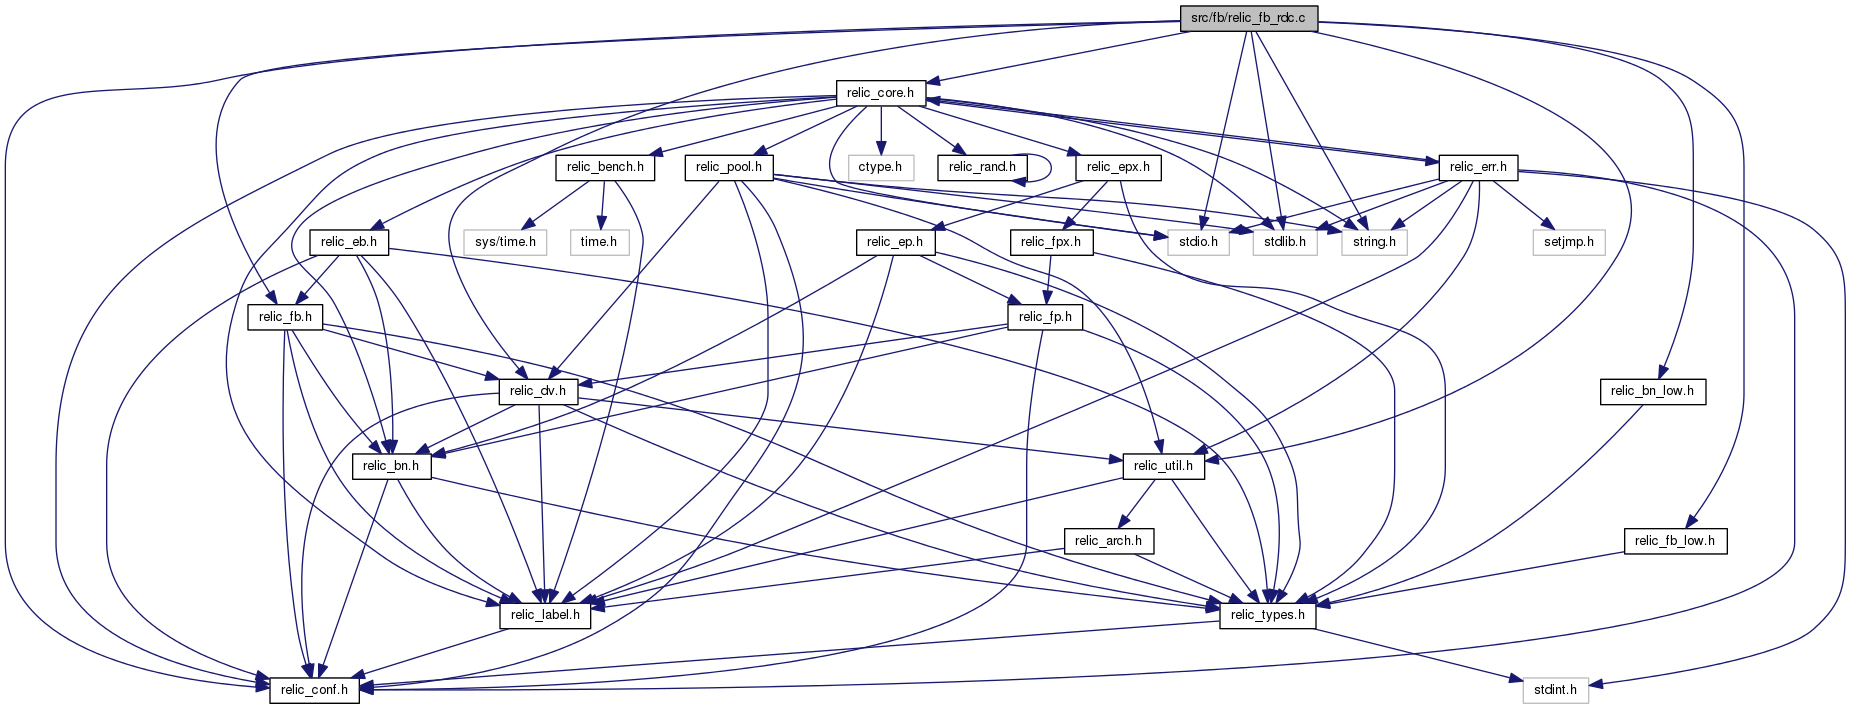 src/fb/relic_fb_rdc.c
relic_core.h
relic_bench.h
relic_pool.h
ctype.h
relic_rand.h
relic_epx.h
relic_err.h
relic_eb.h
sys/time.h
time.h
relic_ep.h
relic_fpx.h
stdio.h
stdlib.h
string.h
setjmp.h
relic_fb.h
relic_fp.h
relic_dv.h
relic_bn_low.h
relic_bn.h
relic_util.h
relic_arch.h
relic_fb_low.h
relic_label.h
relic_types.h
relic_conf.h
stdint.h